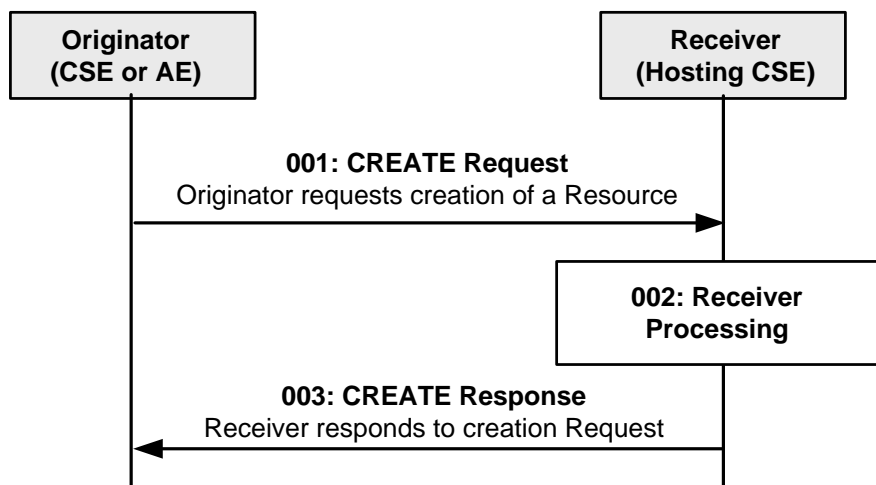 Originator
(CSE or AE)
Receiver
(Hosting CSE)
001: CREATE Request
Originator requests creation of a Resource
002: Receiver
Processing
003: CREATE Response
Receiver responds to creation Request